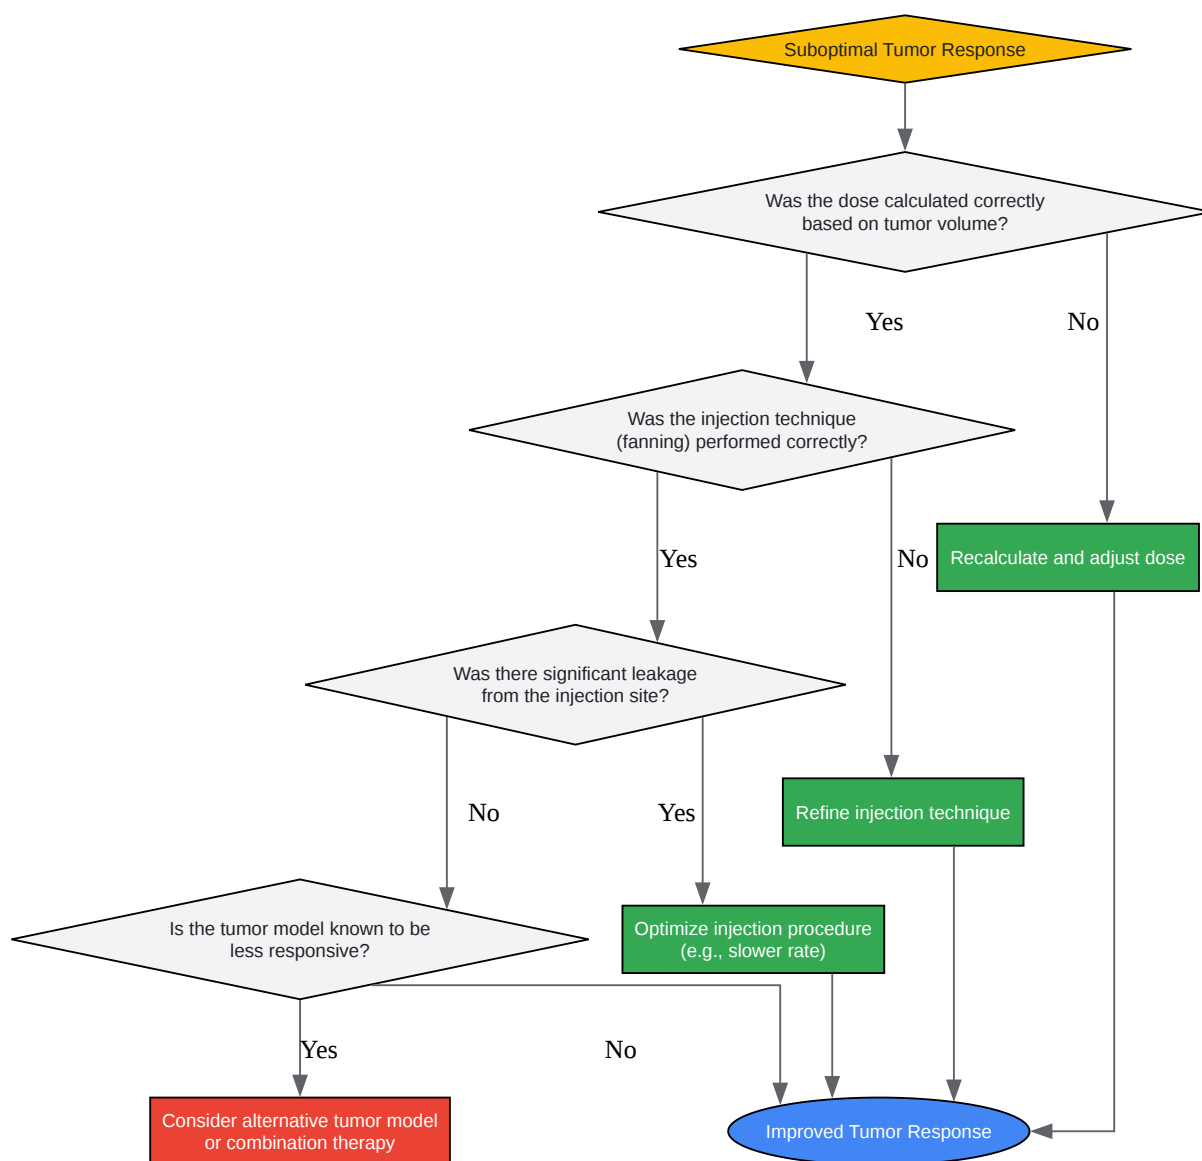 Suboptimal Tumor Response
Was the dose calculated correctly
based on tumor volume?
Yes
No
Was the injection technique
(fanning) performed correctly?
Yes
No
Recalculate and adjust dose
Was there significant leakage
from the injection site?
No
Yes
Refine injection technique
Is the tumor model known to be
less responsive?
Optimize injection procedure
(e.g., slower rate)
Yes
No
Consider alternative tumor model
or combination therapy
Improved Tumor Response